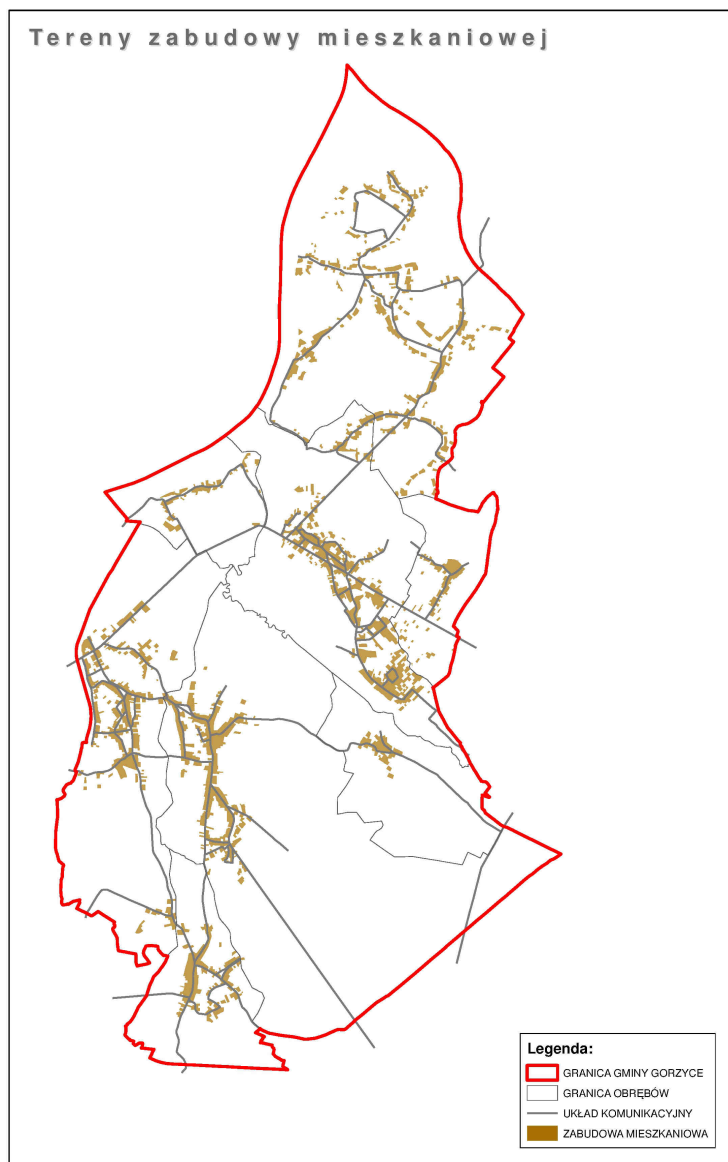 Tereny zabudowy mieszkaniowej
Legenda:
GRANICA GMINY GORZYCE
GRANICA OBRĘBÓW
UKŁAD KOMUNIKACYJNY
ZABUDOWA MIESZKANIOWA